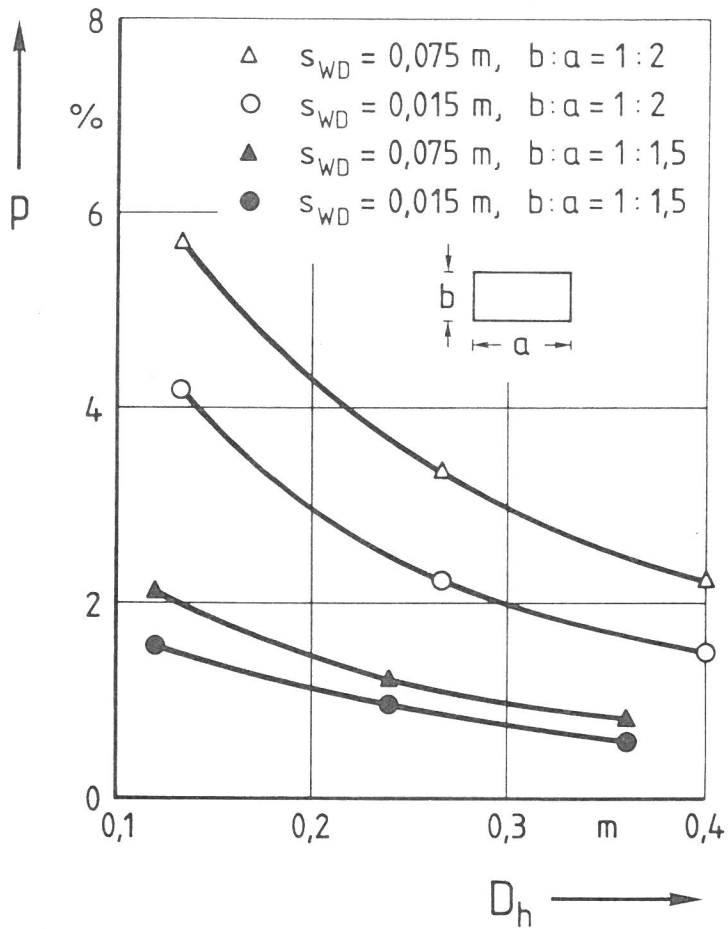 8
△ s_WD = 0,075 m, b:a = 1:2
% ○ s_WD = 0,015 m, b:a = 1:2
▲ s_WD = 0,075 m, b:a = 1:1,5
● s_WD = 0,015 m, b:a = 1:1,5
p
6
b
a
4
2
0
0,1 0,2 0,3 m 0,4
D_h